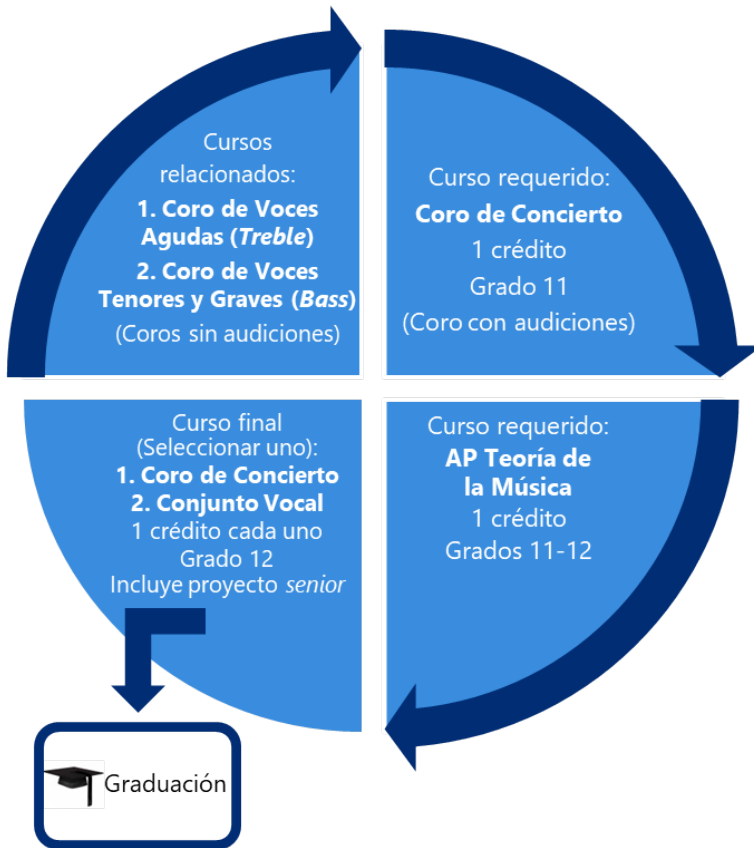 Cursos
relacionados:
1. Coro de Voces
Agudas (Treble)
2. Coro de Voces
Tenores y Graves (Bass)
(Coros sin audiciones)
Curso requerido:
Coro de Concierto
1 crédito
Grado 11
(Coro con audiciones)
Curso requerido:
AP Teoría de
la Música
1 crédito
Grados 11-12
Curso final
(Seleccionar uno):
1. Coro de Concierto
2. Conjunto Vocal
1 crédito cada uno
Grado 12
Incluye proyecto senior
Graduación